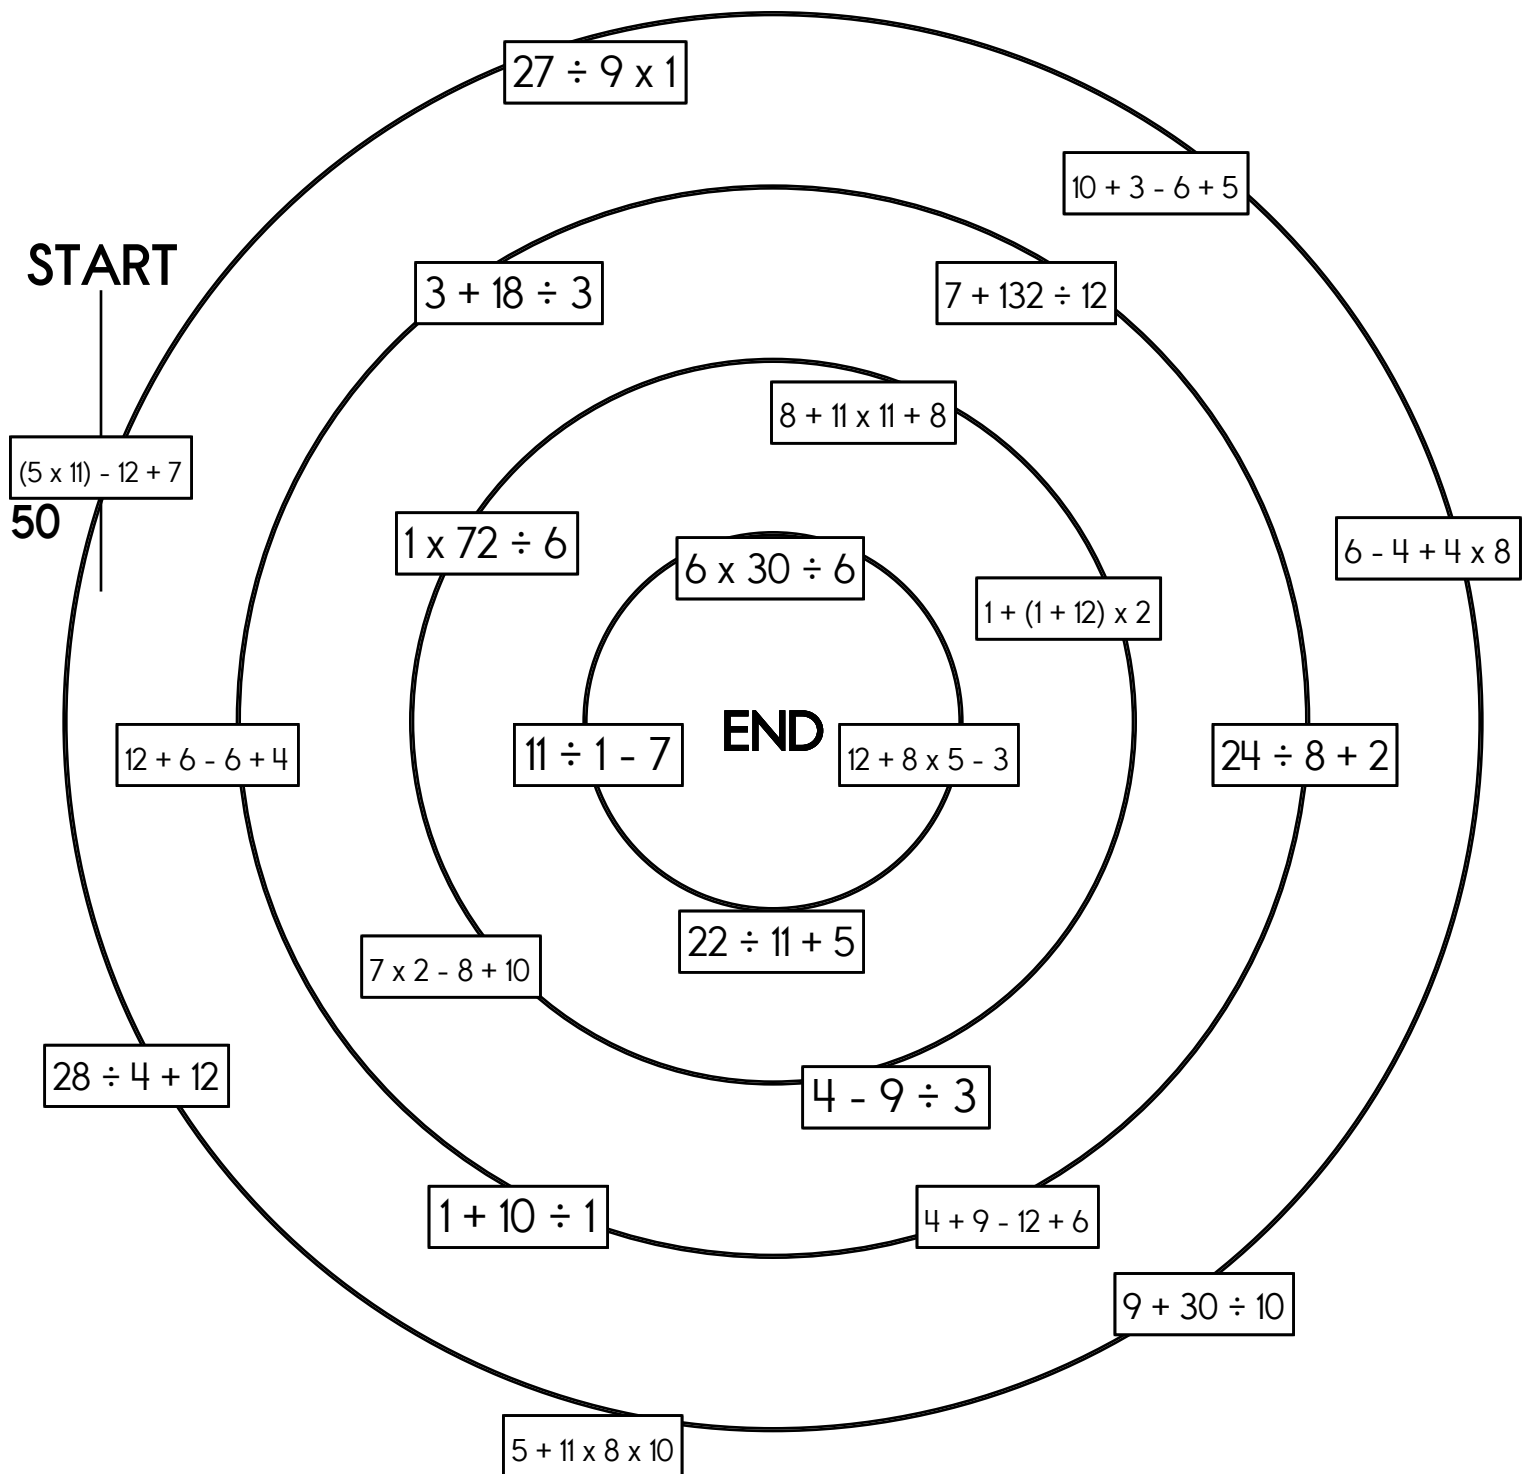 27 ÷ 9 x 1
10 + 3 - 6 + 5
START
3 + 18 ÷ 3
7 + 132 ÷ 12
8 + 11 x 11 + 8
(5 x 11) - 12 + 7
50
1 x 72 ÷ 6
6 - 4 + 4 x 8
6 x 30 ÷ 6
1 + (1 + 12) x 2
12 + 6 - 6 + 4
11 ÷ 1 - 7
END
12 + 8 x 5 - 3
24 ÷ 8 + 2
22 ÷ 11 + 5
7 x 2 - 8 + 10
28 ÷ 4 + 12
4 - 9 ÷ 3
1 + 10 ÷ 1
4 + 9 - 12 + 6
9 + 30 ÷ 10
5 + 11 x 8 x 10